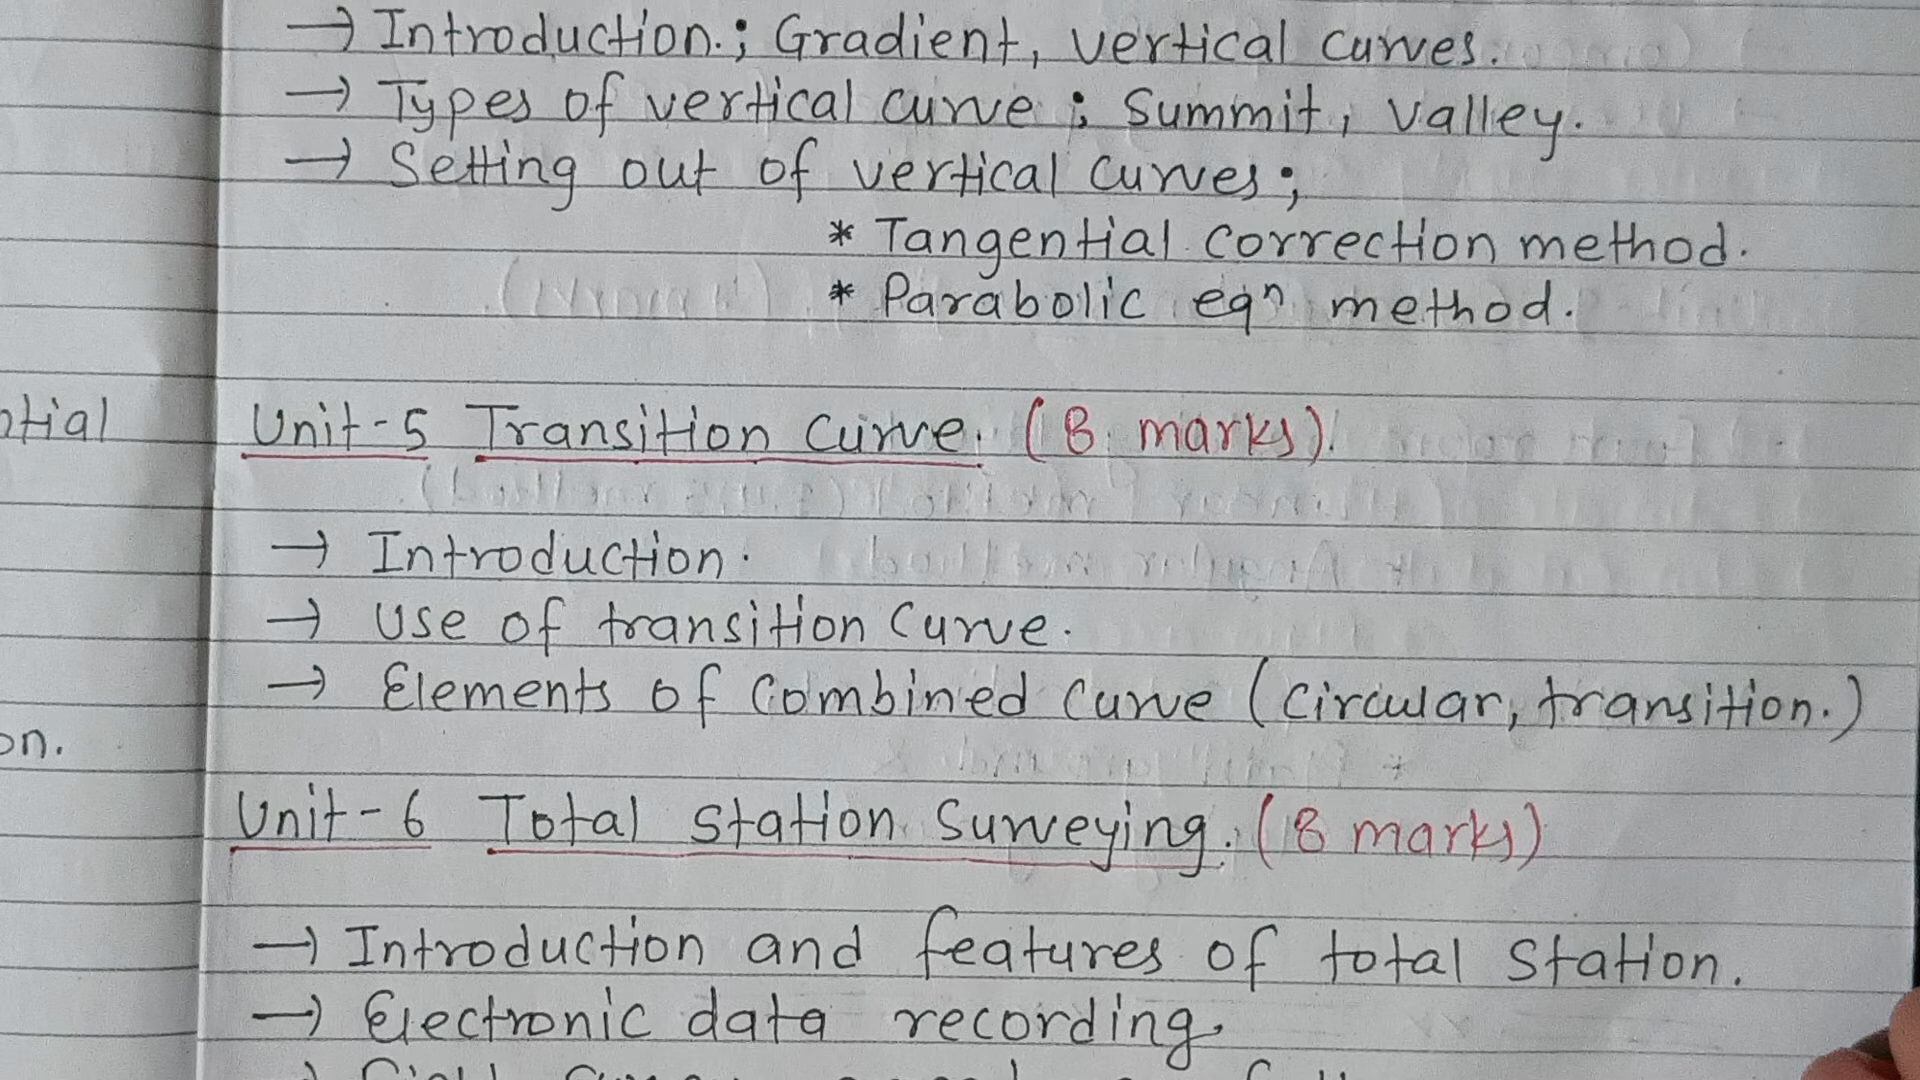 → Introduction.; Gradient, vertical curves.
→ Types of vertical curve; Summit, valley.
→ Setting out of vertical curves;
* Tangential correction method.
* Parabolic eqⁿ method.
Unit-5 Transition Curve. (8 marks).
→ Introduction.
→ Use of transition curve.
→ Elements of Combined curve (circular, transition.)
on.
Unit-6 Total Station Surveying. (8 marks)
→ Introduction and features of total station.
→ Electronic data recording.